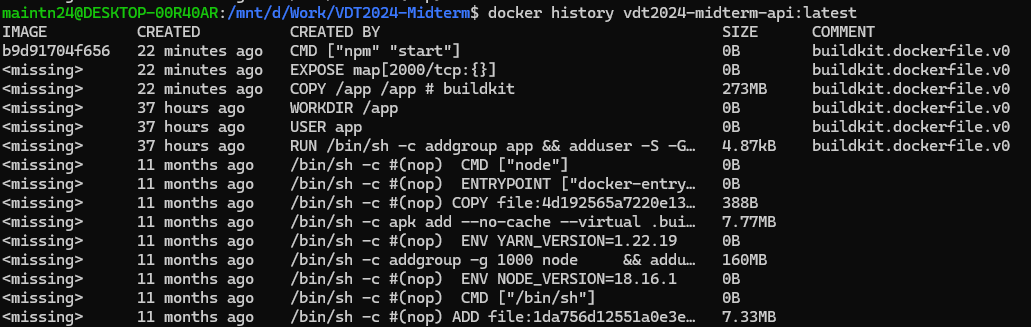 maintn24@DESKTOP-00R40AR:/mnt/d/Work/VDT2024-Midterm$ docker history vdt2024-midterm-api:latest
IMAGE CREATED CREATED BY SIZE COMMENT
b9d91704f656 22 minutes ago CMD ["npm" "start"] 0B buildkit.dockerfile.v0
<missing> 22 minutes ago EXPOSE map[2000/tcp:{}] 0B buildkit.dockerfile.v0
<missing> 22 minutes ago COPY /app /app # buildkit 273MB buildkit.dockerfile.v0
<missing> 37 hours ago WORKDIR /app 0B buildkit.dockerfile.v0
<missing> 37 hours ago USER app 0B buildkit.dockerfile.v0
<missing> 37 hours ago RUN /bin/sh -c addgroup app && adduser -S -G… 4.87kB buildkit.dockerfile.v0
<missing> 11 months ago /bin/sh -c #(nop) CMD ["node"] 0B
<missing> 11 months ago /bin/sh -c #(nop) ENTRYPOINT ["docker-entry… 0B
<missing> 11 months ago /bin/sh -c #(nop) COPY file:4d192565a7220e13… 388B
<missing> 11 months ago /bin/sh -c apk add --no-cache --virtual .bui… 7.77MB
<missing> 11 months ago /bin/sh -c #(nop) ENV YARN_VERSION=1.22.19 0B
<missing> 11 months ago /bin/sh -c addgroup -g 1000 node && addu… 160MB
<missing> 11 months ago /bin/sh -c #(nop) ENV NODE_VERSION=18.16.1 0B
<missing> 11 months ago /bin/sh -c #(nop) CMD ["/bin/sh"] 0B
<missing> 11 months ago /bin/sh -c #(nop) ADD file:1da756d12551a0e3e… 7.33MB